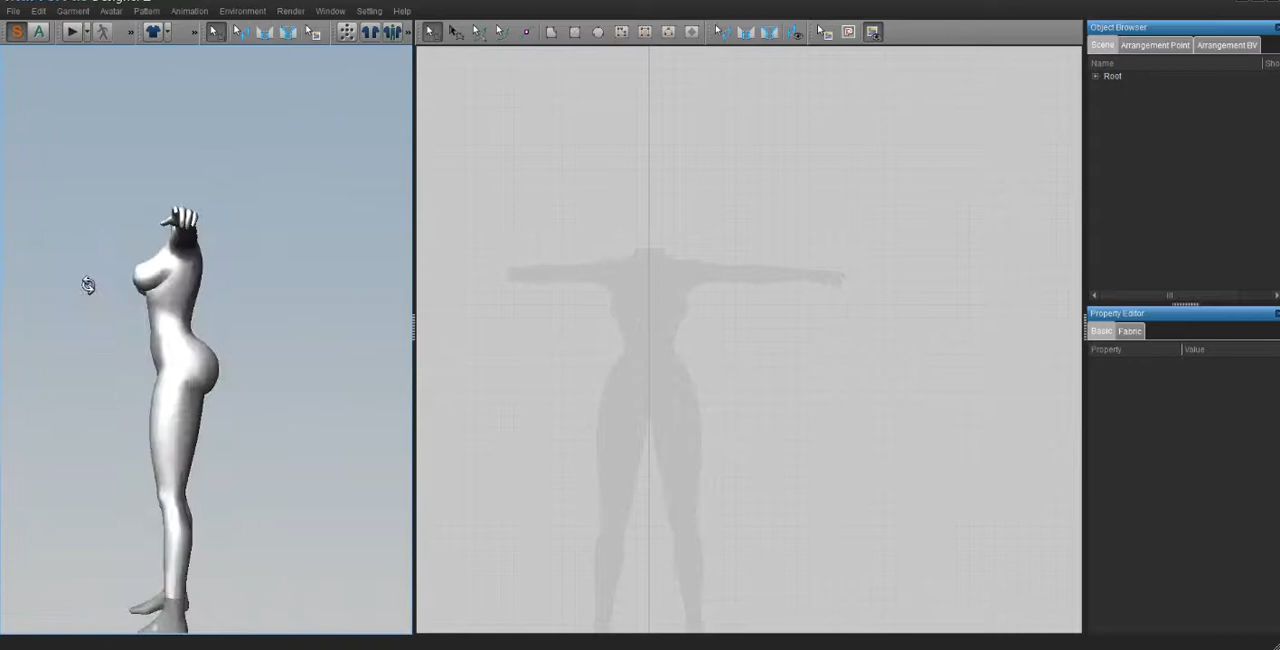 File Edit Garment Avatar Pattern Animation Environment Render Window Setting Help
S A
Object Browser
Scene Arrangement Point Arrangement BV
Name Sho
Root
Property Editor
Basic Fabric
Property Value